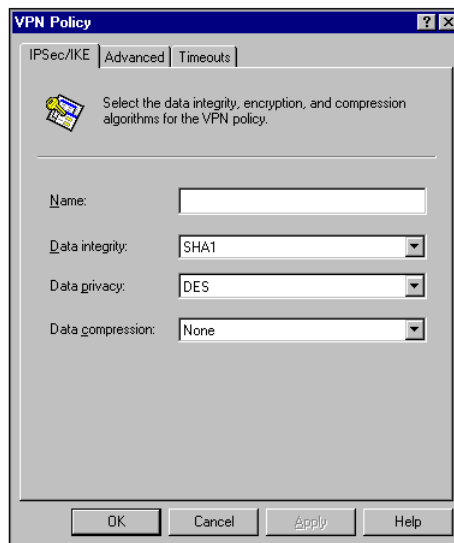 VPN Policy
IPSec/IKE Advanced Timeouts
Select the data integrity, encryption, and compression
algorithms for the VPN policy.
Name:
Data integrity: SHA1
Data privacy: DES
Data compression: None
OK Cancel Apply Help